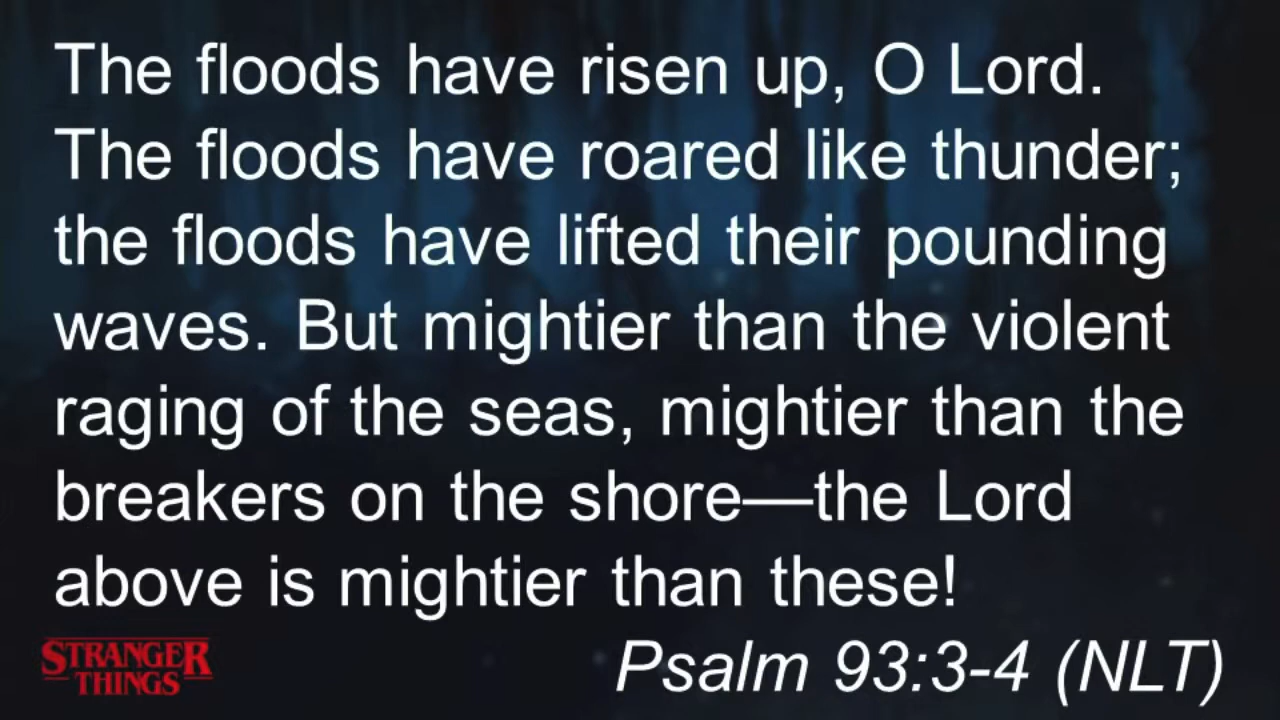 The floods have risen up, O Lord.
The floods have roared like thunder;
the floods have lifted their pounding
waves. But mightier than the violent
raging of the seas, mightier than the
breakers on the shore—the Lord
above is mightier than these!
STRANGER
THINGS
Psalm 93:3-4 (NLT)